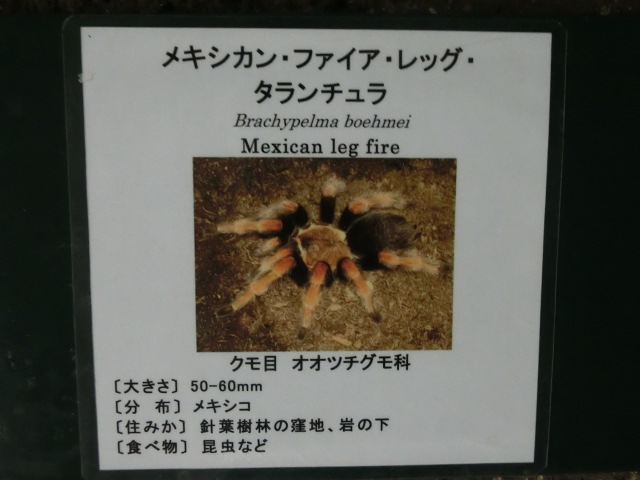 メキシカン・ファイア・レッグ・
タランチュラ
Brachypelma boehmei
Mexican leg fire
クモ目 オオツチグモ科
〔大きさ〕 50-60mm
〔分 布〕 メキシコ
〔住みか〕 針葉樹林の窪地、岩の下
〔食べ物〕 昆虫など